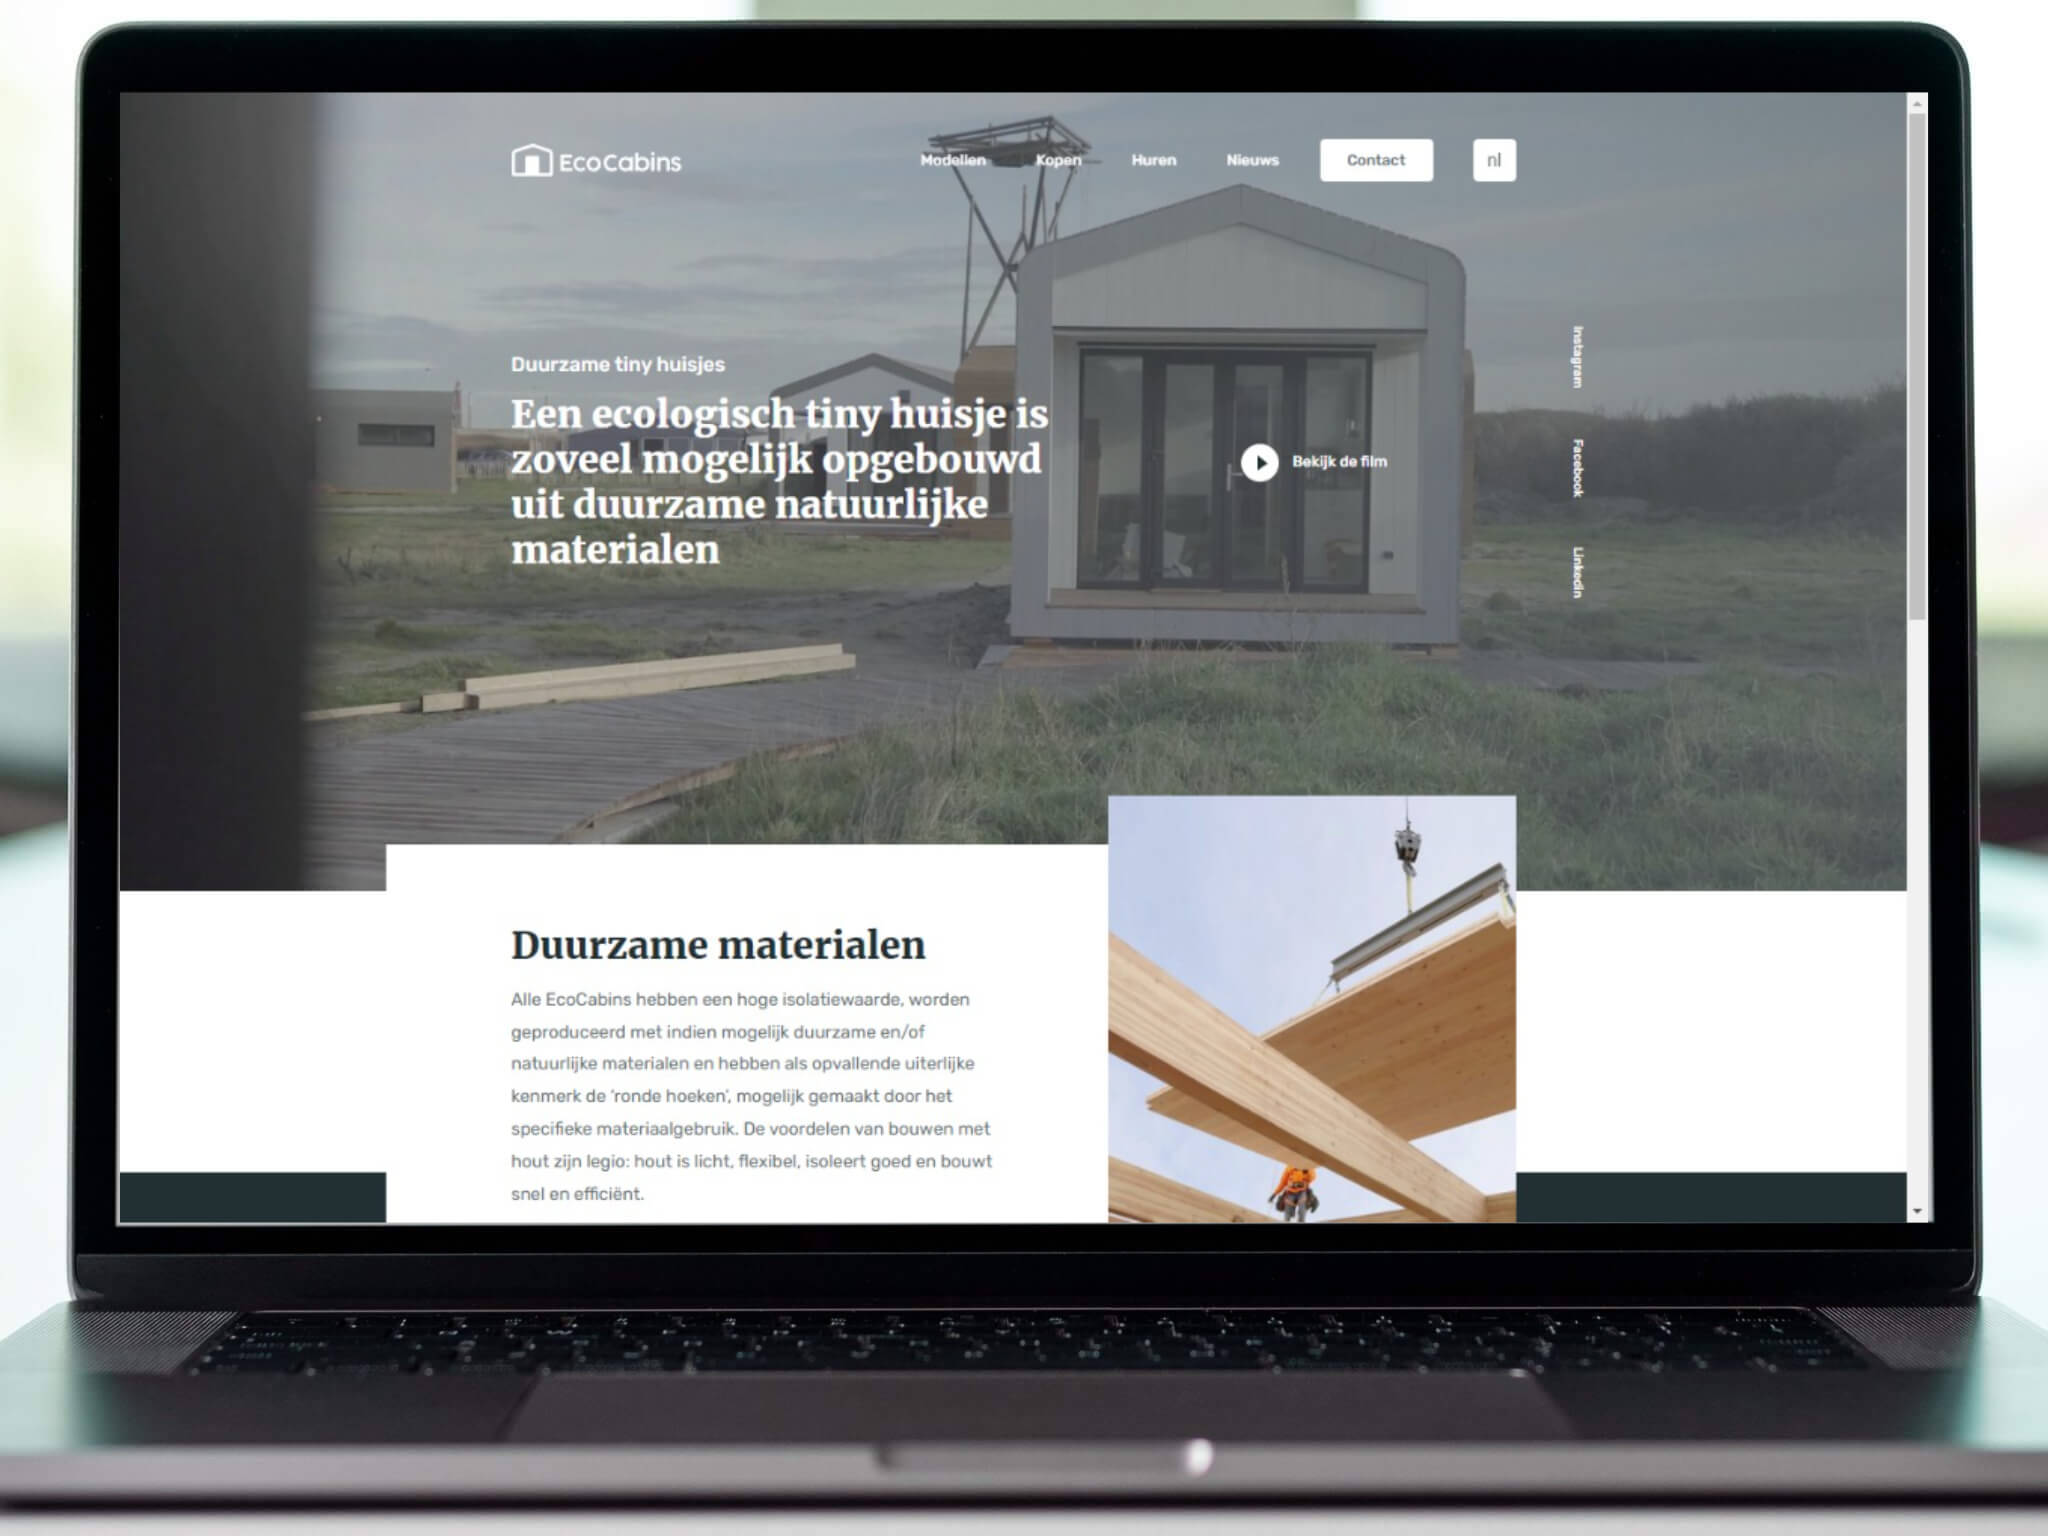 EcoCabins
Modellen Kopen Huren Nieuws Contact nl
Duurzame tiny huisjes
Een ecologisch tiny huisje is
zoveel mogelijk opgebouwd
uit duurzame natuurlijke
materialen
Bekijk de film
Instagram
Facebook
LinkedIn
Duurzame materialen
Alle EcoCabins hebben een hoge isolatiewaarde, worden
geproduceerd met indien mogelijk duurzame en/of
natuurlijke materialen en hebben als opvallende uiterlijke
kenmerk de ‘ronde hoeken’, mogelijk gemaakt door het
specifieke materiaalgebruik. De voordelen van bouwen met
hout zijn legio: hout is licht, flexibel, isoleert goed en bouwt
snel en efficiënt.